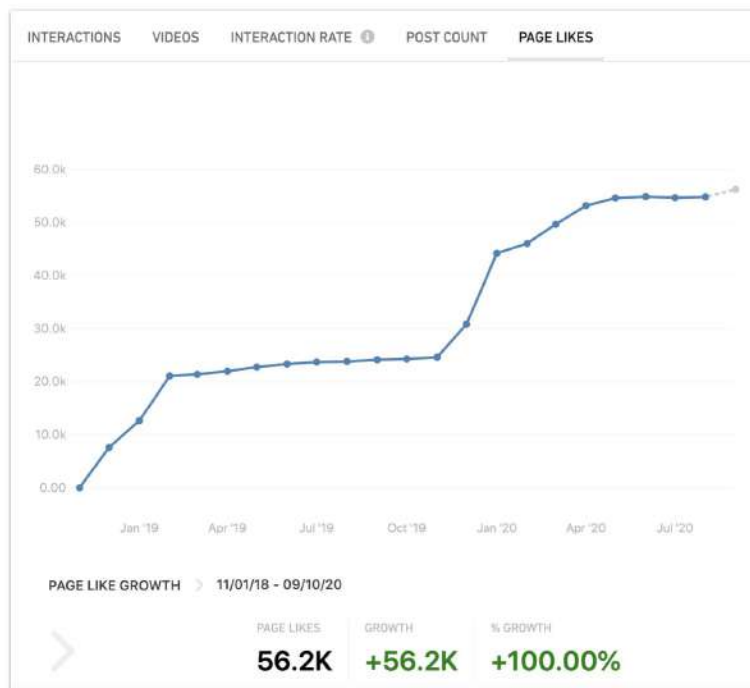 INTERACTIONS VIDEOS INTERACTION RATE POST COUNT PAGE LIKES
60.0k
50.0k
40.0k
30.0k
20.0k
10.0k
0.00
Jan '19 Apr '19 Jul '19 Oct '19 Jan '20 Apr '20 Jul '20
PAGE LIKE GROWTH > 11/01/18 - 09/10/20
PAGE LIKES GROWTH % GROWTH
56.2K +56.2K +100.00%